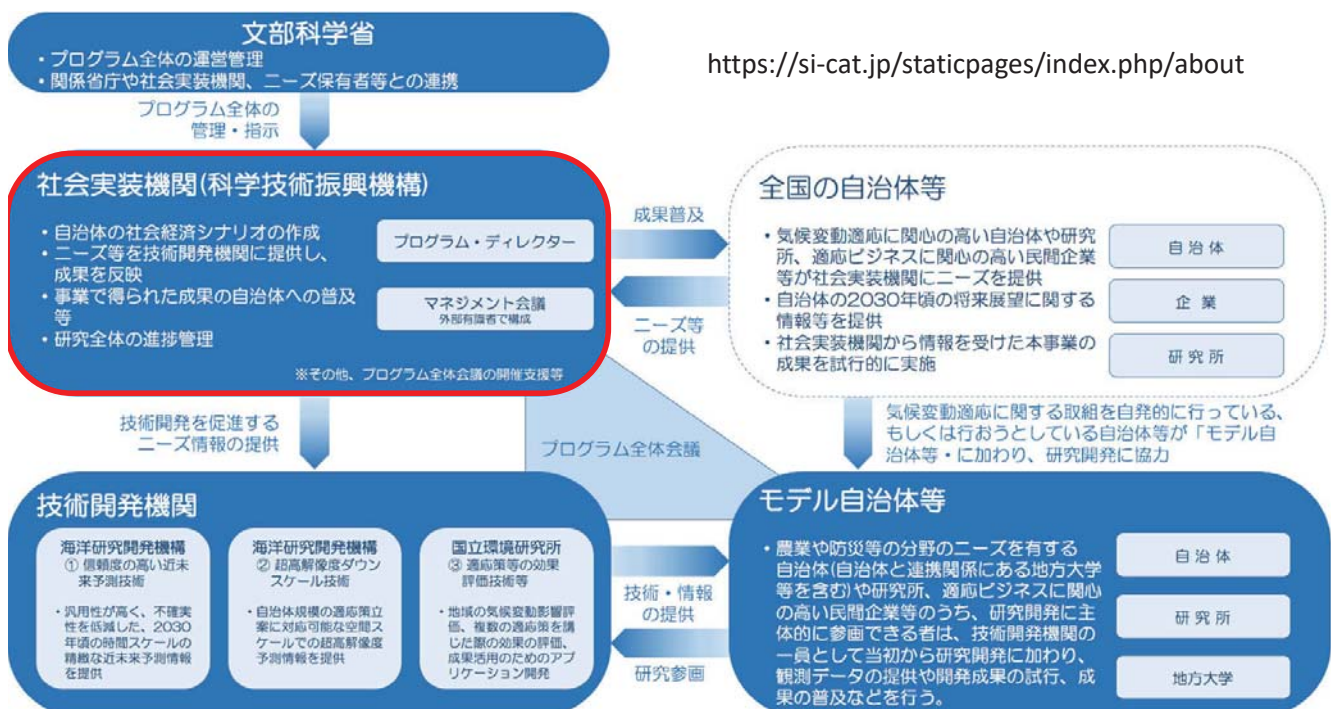 文部科学省
・プログラム全体の運営管理
・関係省庁や社会実装機関、ニーズ保有者等との連携
https://si-cat.jp/staticpages/index.php/about
プログラム全体の
管理・指示
社会実装機関(科学技術振興機構)
・自治体の社会経済シナリオの作成
・ニーズ等を技術開発機関に提供し、
成果を反映
・事業で得られた成果の自治体への普及
等
・研究全体の進捗管理
プログラム・ディレクター
マネジメント会議
外部有識者で構成
※その他、プログラム全体会議の開催支援等
成果普及
ニーズ等
の提供
全国の自治体等
・気候変動適応に関心の高い自治体や研究
所、適応ビジネスに関心の高い民間企業
等が社会実装機関にニーズを提供
・自治体の2030年頃の将来展望に関する
情報等を提供
・社会実装機関から情報を受けた本事業の
成果を試行的に実施
自治体
企業
研究所
技術開発を促進する
ニーズ情報の提供
プログラム全体会議
気候変動適応に関する取組を自発的に行っている、
もしくは行おうとしている自治体等が「モデル自
治体等・に加わり、研究開発に協力
技術開発機関
海洋研究開発機構
① 信頼度の高い近未
来予測技術
・汎用性が高く、不確実
性を低減した、2030
年頃の時間スケールの
精緻な近未来予測情報
を提供
海洋研究開発機構
② 超高解像度ダウン
スケール技術
・自治体規模の適応策立
案に対応可能な空間ス
ケールでの超高解像度
予測情報を提供
国立環境研究所
③ 適応策等の効果
評価技術等
・地域の気候変動影響評
価、複数の適応策を講
じた際の効果の評価、
成果活用のためのアプ
リケーション開発
技術・情報
の提供
研究参画
モデル自治体等
・農業や防災等の分野のニーズを有する
自治体(自治体と連携関係にある地方大学
等を含む)や研究所、適応ビジネスに関心
の高い民間企業等のうち、研究開発に主
体的に参画できる者は、技術開発機関の
一員として当初から研究開発に加わり、
観測データの提供や開発成果の試行、成
果の普及などを行う。
自治体
研究所
地方大学